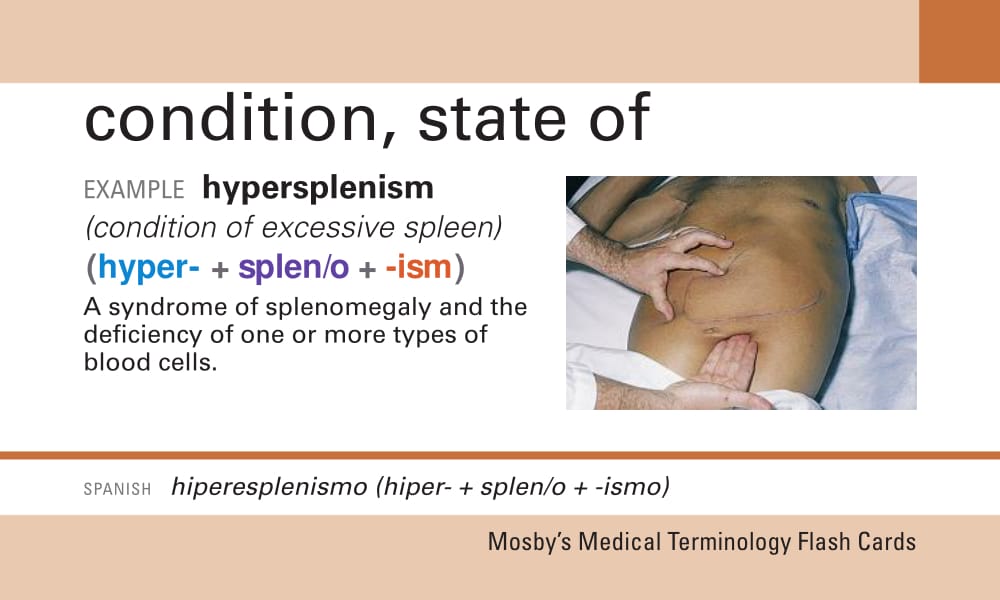 condition, state of
EXAMPLE hypersplenism
(condition of excessive spleen)
(hyper- + splen/o + -ism)
A syndrome of splenomegaly and the
deficiency of one or more types of
blood cells.
SPANISH hiperesplenismo (hiper- + splen/o + -ismo)
Mosby's Medical Terminology Flash Cards